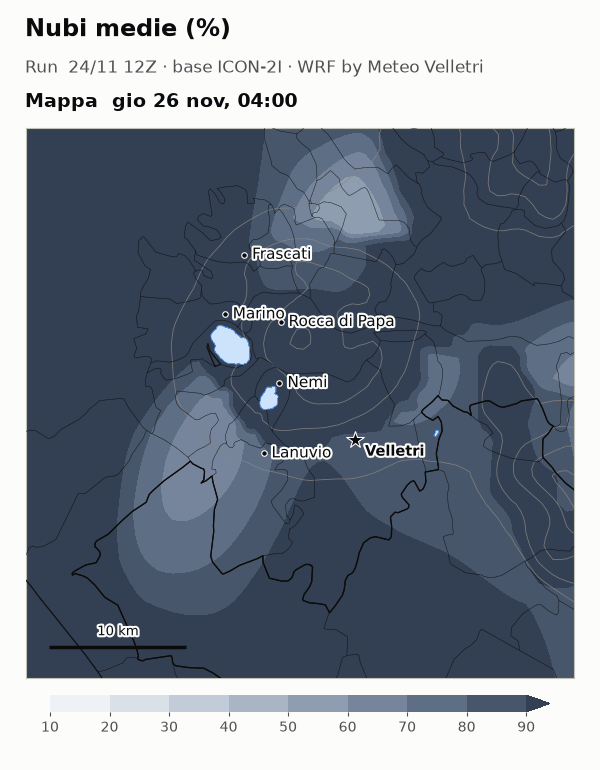 Nubi medie (%)
Run  24/11 12Z · base ICON-2I · WRF by Meteo Velletri
Mappa  gio 26 nov, 04:00
Frascati
Marino
Rocca di Papa
Nemi
Lanuvio
Velletri
10 km
10 20 30 40 50 60 70 80 90